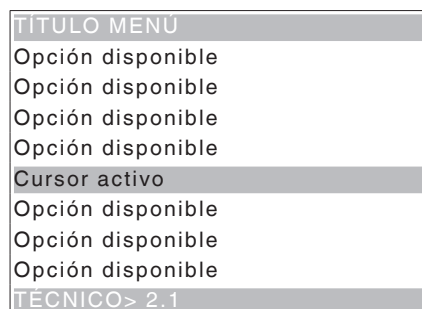 TÍTULO MENÚ
Opción disponible
Opción disponible
Opción disponible
Opción disponible
Cursor activo
Opción disponible
Opción disponible
Opción disponible
TÉCNICO> 2.1